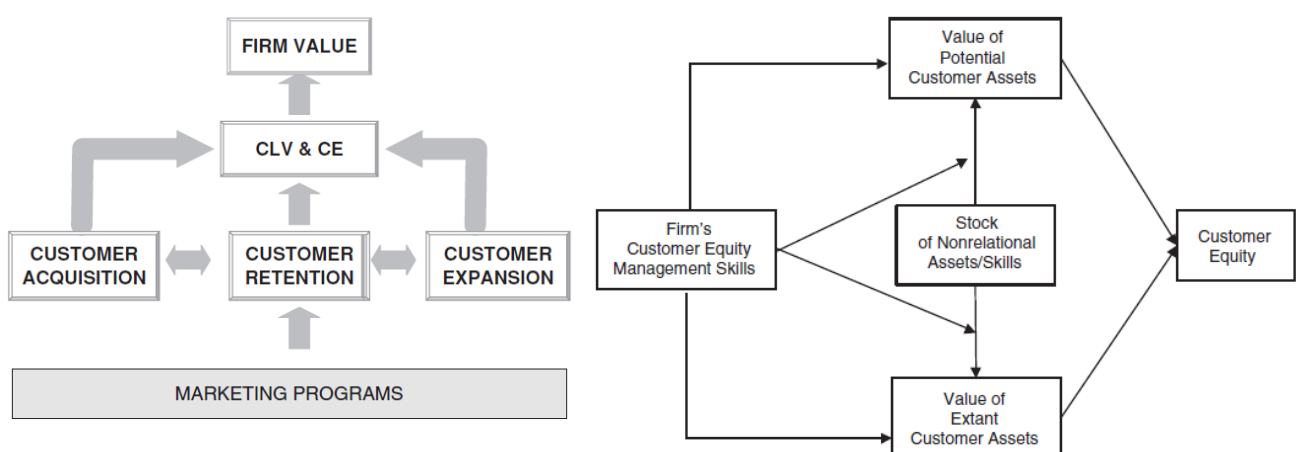 FIRM VALUE
CLV & CE
CUSTOMER
ACQUISITION
CUSTOMER
RETENTION
CUSTOMER
EXPANSION
MARKETING PROGRAMS
Value of
Potential
Customer Assets
Firm's
Customer Equity
Management Skills
Stock
of Nonrelational
Assets/Skills
Customer
Equity
Value of
Extant
Customer Assets